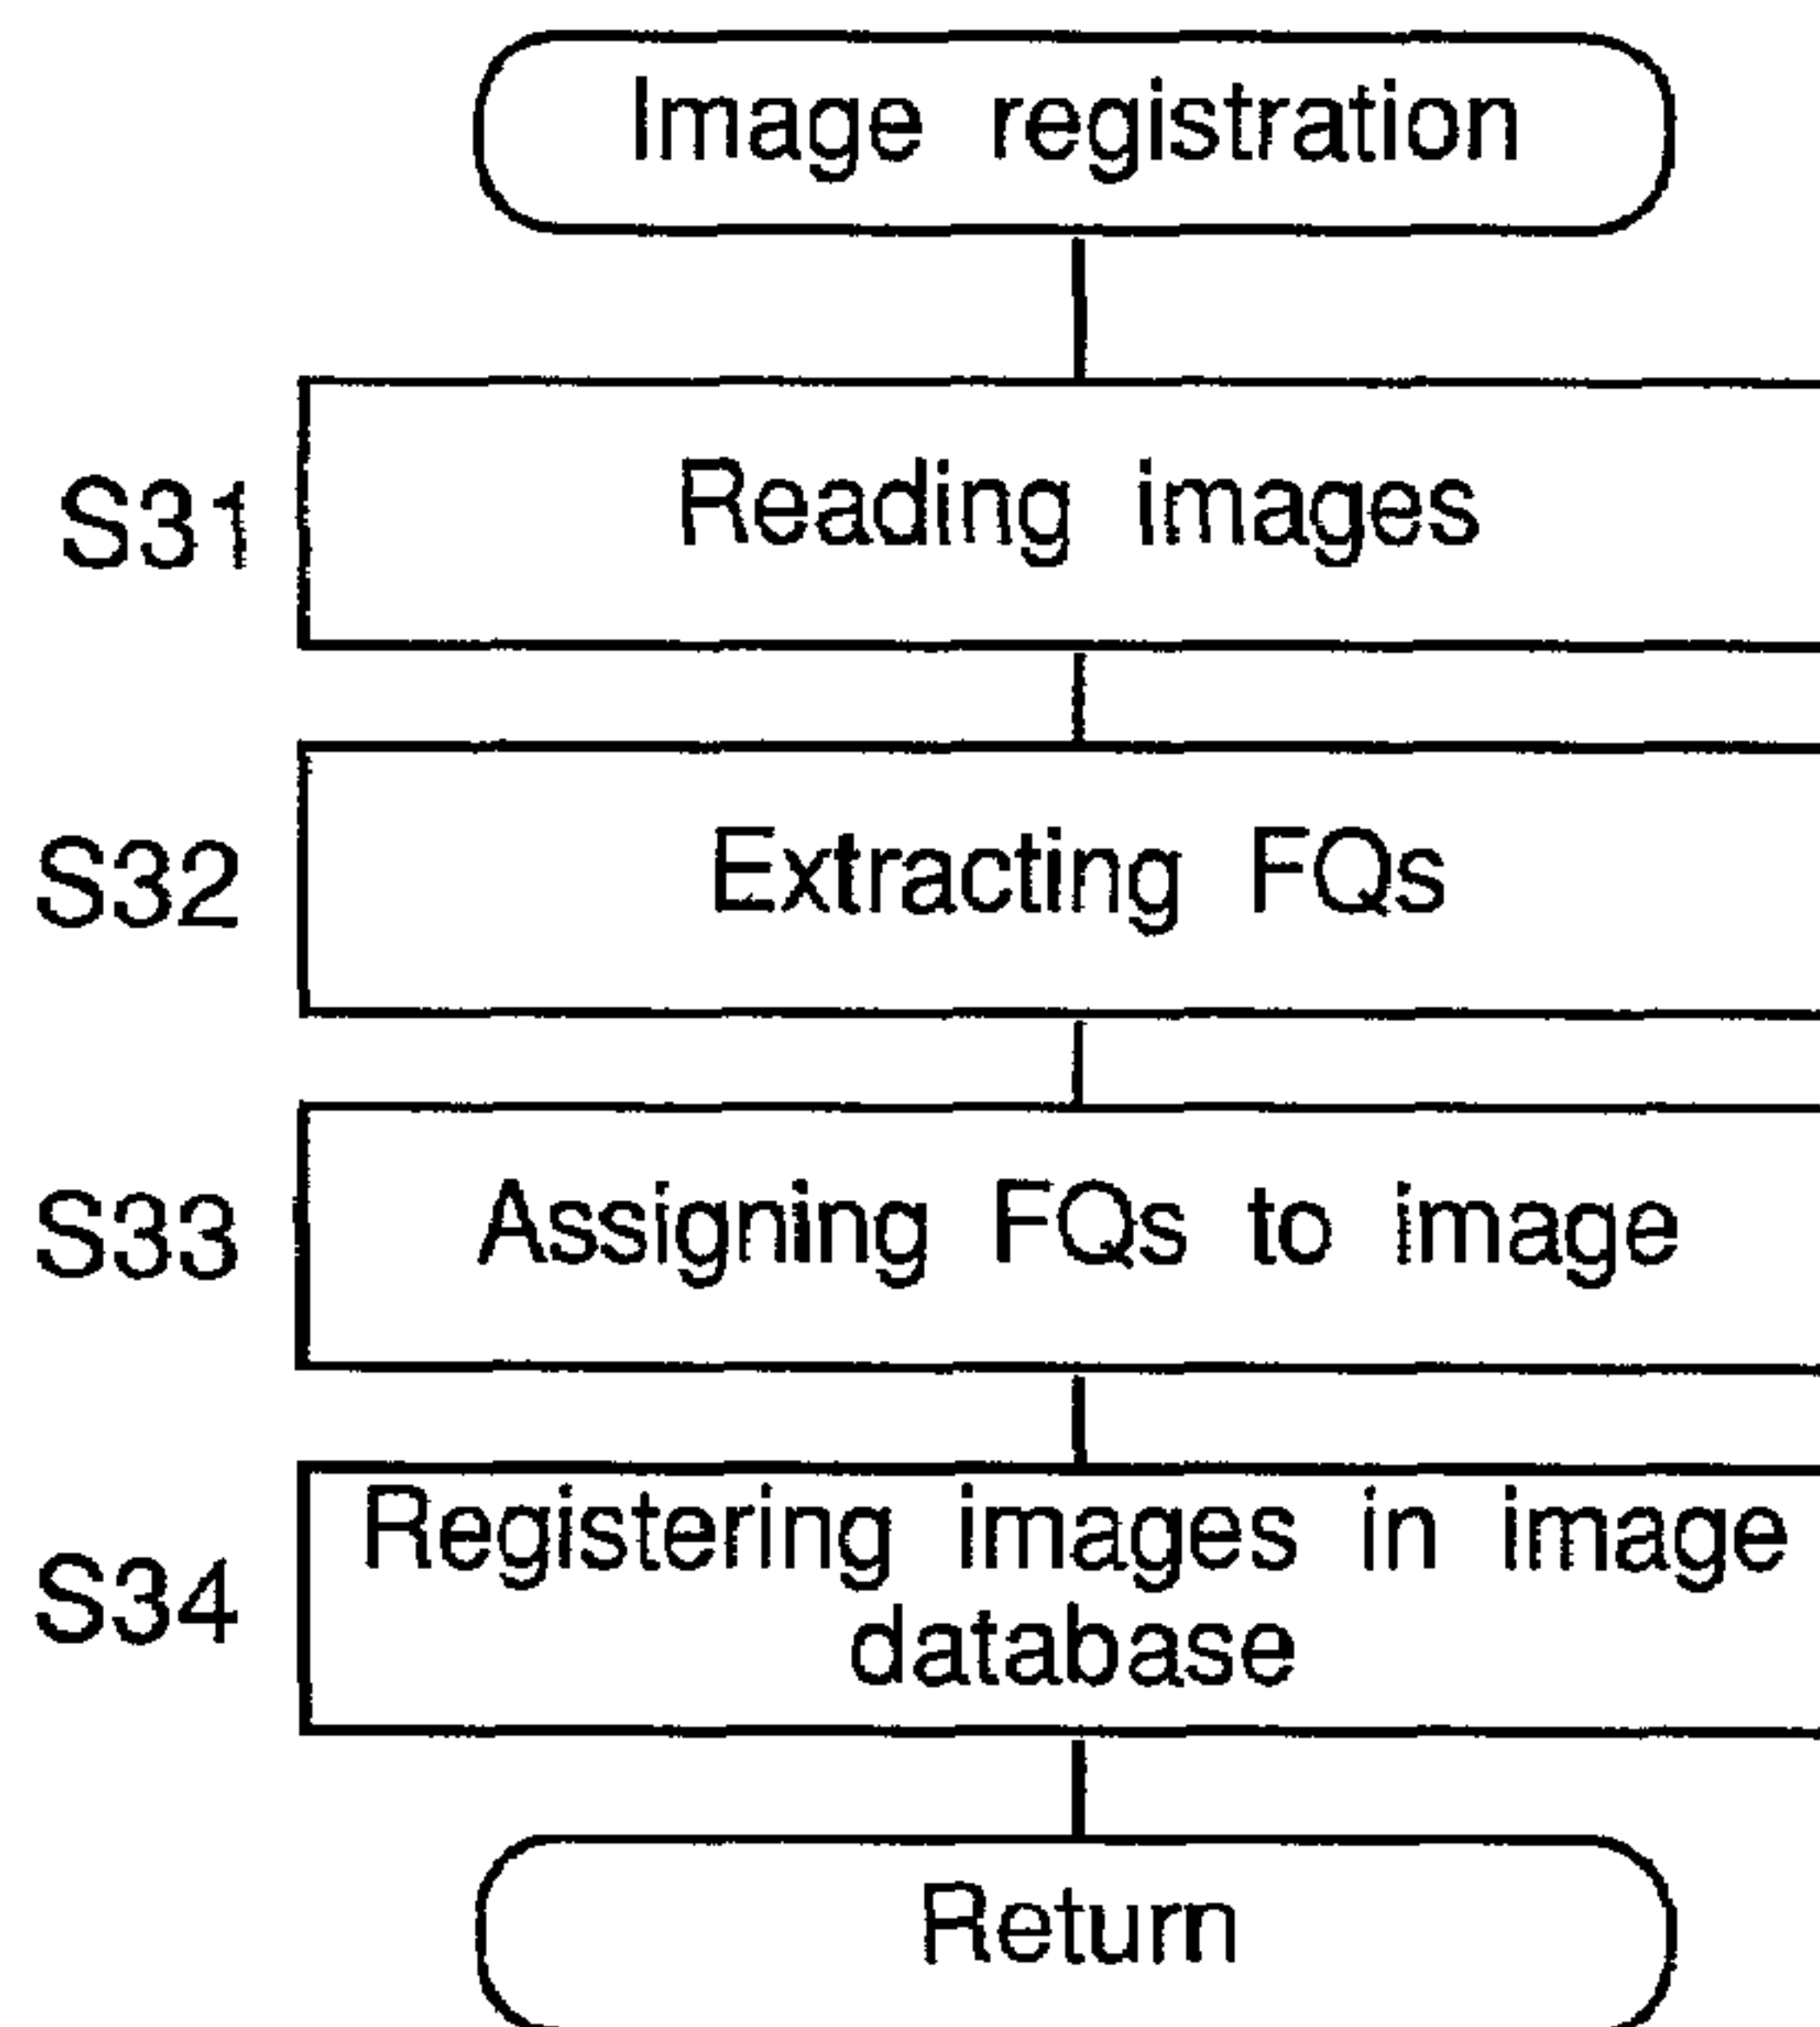 Image registration
S31
Reading images
S32
Extracting FQs
S33
Assigning FQs to image
S34
Registering images in image
database
Return